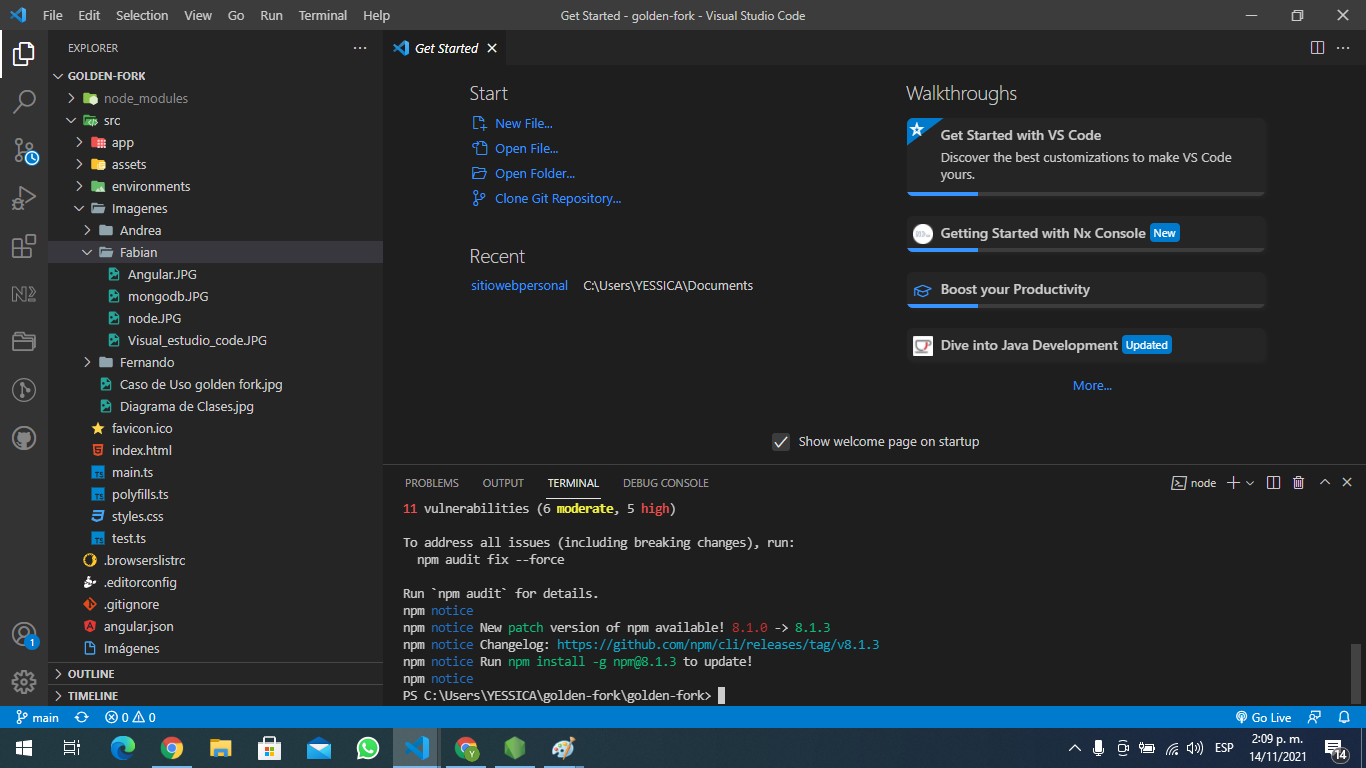 File Edit Selection View Go Run Terminal Help
Get Started - golden-fork - Visual Studio Code
EXPLORER
GOLDEN-FORK
node_modules
src
app
assets
environments
Imagenes
Andrea
Fabian
Angular.JPG
mongodb.JPG
node.JPG
Visual_estudio_code.JPG
Fernando
Caso de Uso golden fork.jpg
Diagrama de Clases.jpg
favicon.ico
index.html
main.ts
polyfills.ts
styles.css
test.ts
.browserslistrc
.editorconfig
.gitignore
angular.json
Imágenes
OUTLINE
TIMELINE
1
Get Started
Start
New File...
Open File...
Open Folder...
Clone Git Repository...
Recent
sitiowebpersonal C:\Users\YESSICA\Documents
Walkthroughs
Get Started with VS Code
Discover the best customizations to make VS Code
yours.
Getting Started with Nx Console New
Boost your Productivity
Dive into Java Development Updated
More...
Show welcome page on startup
PROBLEMS OUTPUT TERMINAL DEBUG CONSOLE
node
11 vulnerabilities (6 moderate, 5 high)
To address all issues (including breaking changes), run:
npm audit fix --force
Run `npm audit` for details.
npm notice
npm notice New patch version of npm available! 8.1.0 -> 8.1.3
npm notice Changelog: https://github.com/npm/cli/releases/tag/v8.1.3
npm notice Run npm install -g npm@8.1.3 to update!
npm notice
PS C:\Users\YESSICA\golden-fork\golden-fork>
main 0 0
Go Live
ESP
2:09 p. m.
14/11/2021
14